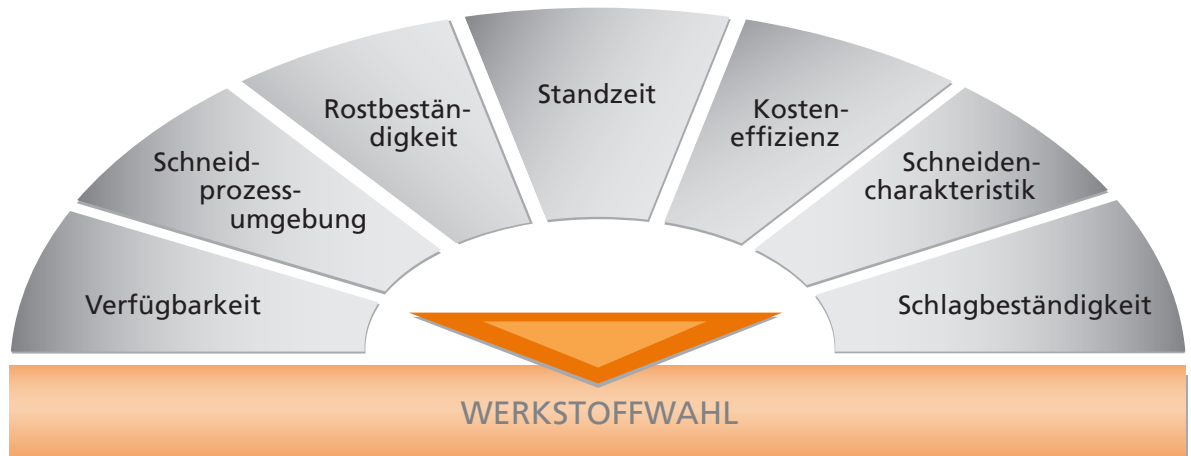 Verfügbarkeit
Schneid-
prozess-
umgebung
Rostbestän-
digkeit
Standzeit
Kosten-
effizienz
Schneiden-
charakteristik
Schlagbeständigkeit
WERKSTOFFWAHL